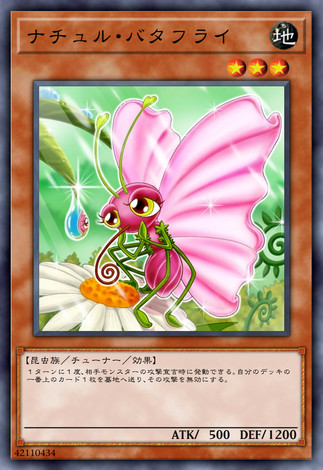 ナチュル・バタフライ
地
【昆虫族／チューナー／効果】
１ターンに１度、相手モンスターの攻撃宣言時に発動できる。自分のデッキの
一番上のカード１枚を墓地へ送り、その攻撃を無効にする。
ATK/ 500 DEF/1200
42110434